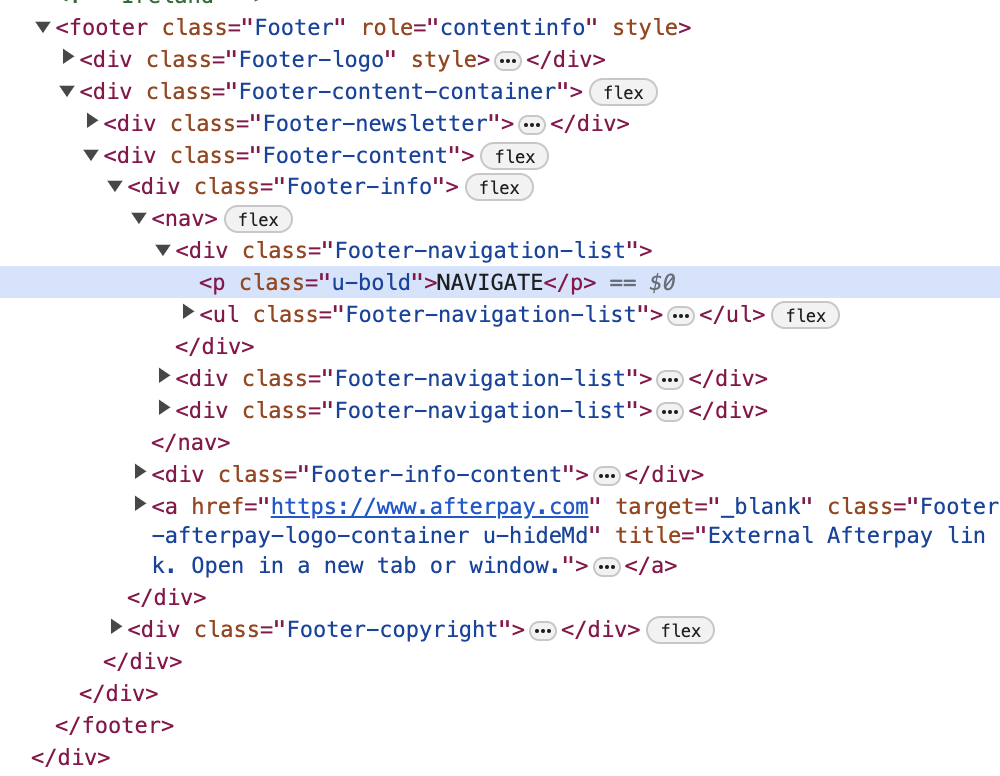 <footer class="Footer" role="contentinfo" style>
<div class="Footer-logo" style>…</div>
<div class="Footer-content-container"> flex
<div class="Footer-newsletter">…</div>
<div class="Footer-content"> flex
<div class="Footer-info"> flex
<nav> flex
<div class="Footer-navigation-list">
<p class="u-bold">NAVIGATE</p> == $0
<ul class="Footer-navigation-list">…</ul> flex
</div>
<div class="Footer-navigation-list">…</div>
<div class="Footer-navigation-list">…</div>
</nav>
<div class="Footer-info-content">…</div>
<a href="https://www.afterpay.com" target="_blank" class="Footer
-afterpay-logo-container u-hideMd" title="External Afterpay lin
k. Open in a new tab or window.">…</a>
</div>
<div class="Footer-copyright">…</div> flex
</div>
</div>
</footer>
</div>